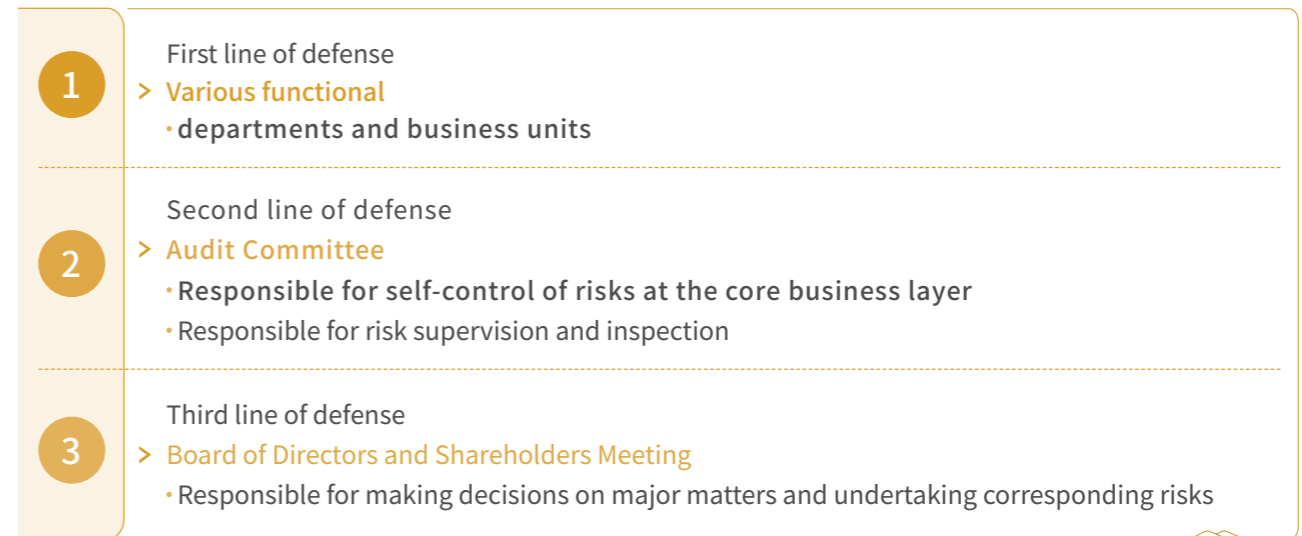 1
First line of defense
> Various functional
• departments and business units
2
Second line of defense
> Audit Committee
• Responsible for self-control of risks at the core business layer
• Responsible for risk supervision and inspection
3
Third line of defense
> Board of Directors and Shareholders Meeting
• Responsible for making decisions on major matters and undertaking corresponding risks